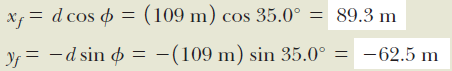 x_f = d cos ϕ = (109 m) cos 35.0° = 89.3 m
y_f = −d sin ϕ = −(109 m) sin 35.0° = −62.5 m